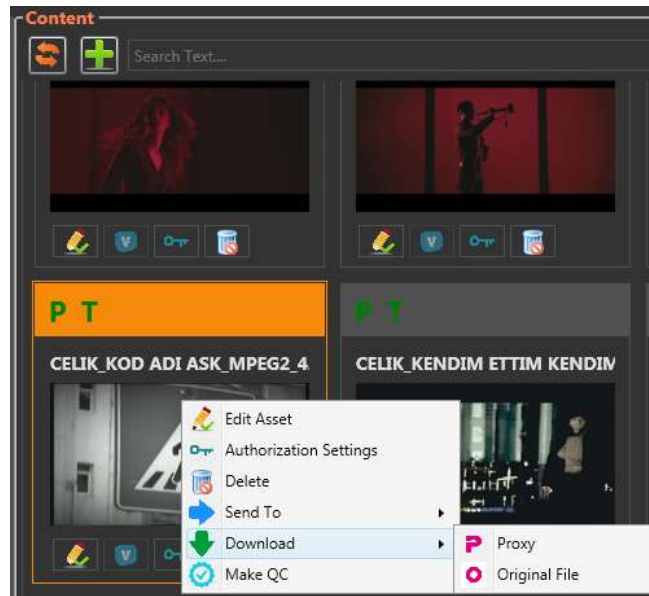 Content
Search Text....
P T
P T
CELIK_KOD ADI ASK_MPEG2_4
CELIK_KENDIM ETTIM KENDIM
Edit Asset
Authorization Settings
Delete
Send To
Download
Proxy
Make QC
Original File